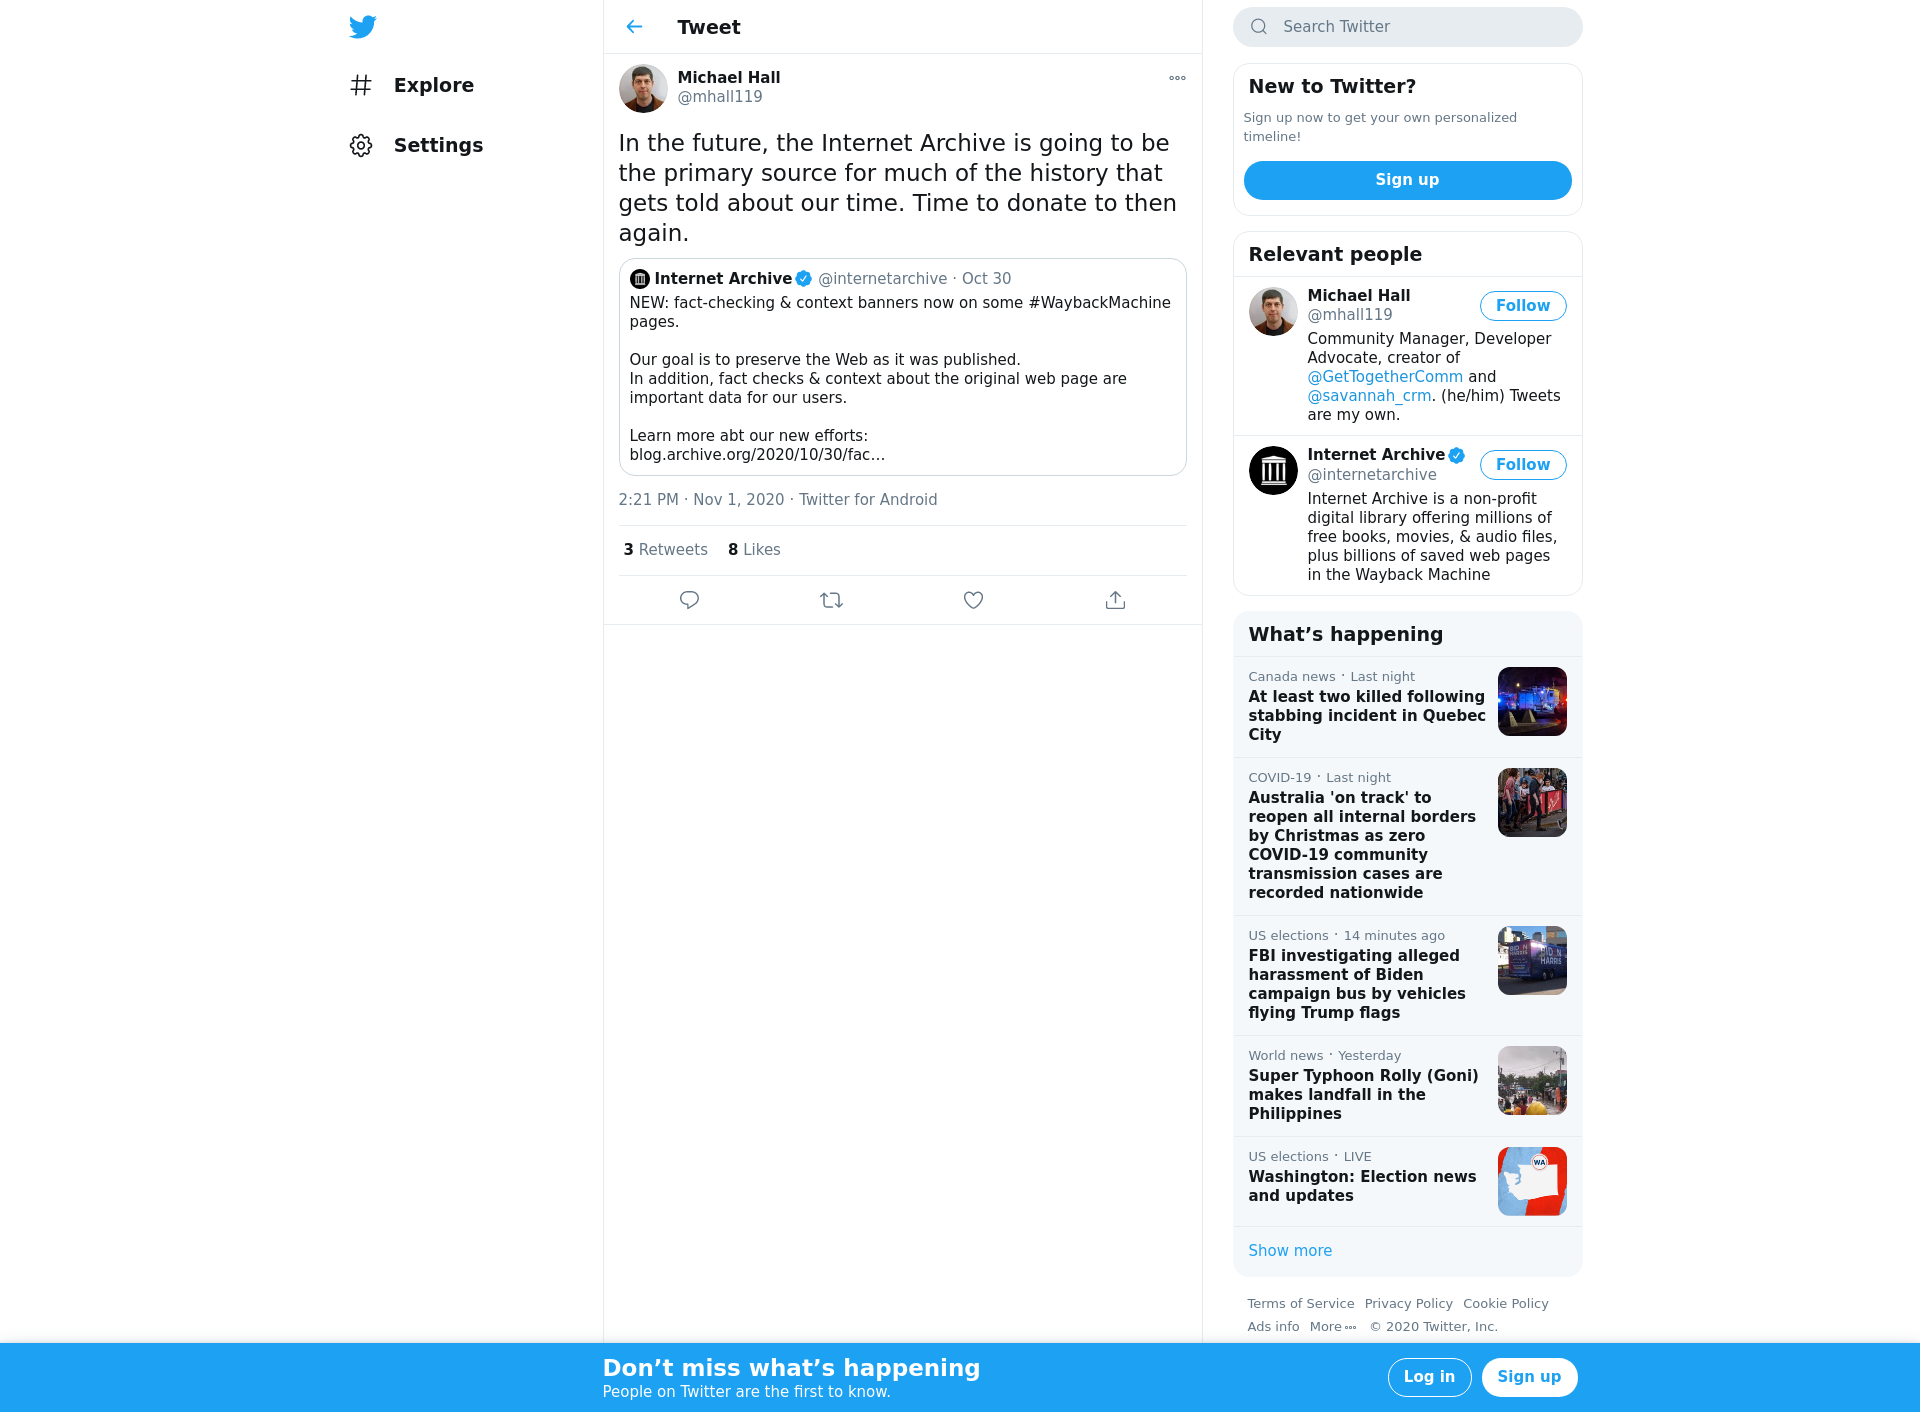 Explore
Settings
Tweet
Michael Hall
@mhall119
In the future, the Internet Archive is going to be
the primary source for much of the history that
gets told about our time. Time to donate to then
again.
Internet Archive @internetarchive · Oct 30
NEW: fact-checking & context banners now on some #WaybackMachine
pages.
Our goal is to preserve the Web as it was published.
In addition, fact checks & context about the original web page are
important data for our users.
Learn more abt our new efforts:
blog.archive.org/2020/10/30/fac…
2:21 PM · Nov 1, 2020 · Twitter for Android
3 Retweets 8 Likes
Search Twitter
New to Twitter?
Sign up now to get your own personalized
timeline!
Sign up
Relevant people
Michael Hall
@mhall119
Follow
Community Manager, Developer
Advocate, creator of
@GetTogetherComm and
@savannah_crm. (he/him) Tweets
are my own.
Internet Archive
@internetarchive
Follow
Internet Archive is a non-profit
digital library offering millions of
free books, movies, & audio files,
plus billions of saved web pages
in the Wayback Machine
What’s happening
Canada news · Last night
At least two killed following
stabbing incident in Quebec
City
COVID-19 · Last night
Australia 'on track' to
reopen all internal borders
by Christmas as zero
COVID-19 community
transmission cases are
recorded nationwide
US elections · 14 minutes ago
FBI investigating alleged
harassment of Biden
campaign bus by vehicles
flying Trump flags
World news · Yesterday
Super Typhoon Rolly (Goni)
makes landfall in the
Philippines
US elections · LIVE
Washington: Election news
and updates
WA
Show more
Terms of Service Privacy Policy Cookie Policy
Ads info More © 2020 Twitter, Inc.
Don’t miss what’s happening
People on Twitter are the first to know.
Log in
Sign up